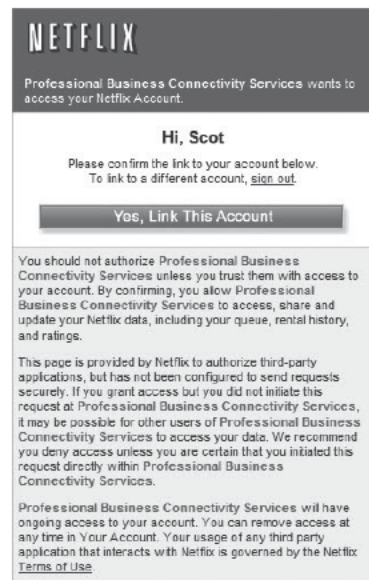 NETFLIX
Professional Business Connectivity Services wants to
access your Netflix Account.
Hi, Scot
Please confirm the link to your account below.
To link to a different account, sign out.
Yes, Link This Account
You should not authorize Professional Business
Connectivity Services unless you trust them with access to
your account. By confirming, you allow Professional
Business Connectivity Services to access, share and
update your Netflix data, including your queue, rental history,
and ratings.
This page is provided by Netflix to authorize third-party
applications, but has not been configured to send requests
securely. If you grant access but you did not initiate this
request at Professional Business Connectivity Services,
it may be possible for other users of Professional Business
Connectivity Services to access your data. We recommend
you deny access unless you are certain that you initiated this
request directly within Professional Business
Connectivity Services.
Professional Business Connectivity Services will have
ongoing access to your account. You can remove access at
any time in Your Account. Your usage of any third party
application that interacts with Netflix is governed by the Netflix
Terms of Use.